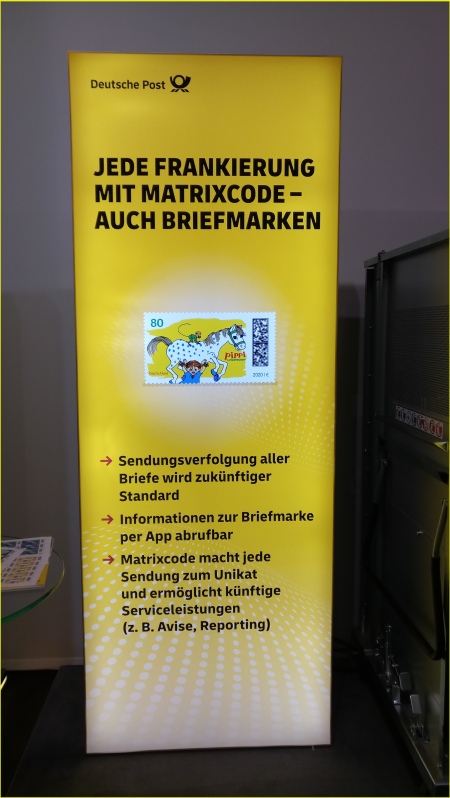 Deutsche Post
JEDE FRANKIERUNG
MIT MATRIXCODE –
AUCH BRIEFMARKEN
80
PIPPI
→ Sendungsverfolgung aller
Briefe wird zukünftiger
Standard
→ Informationen zur Briefmarke
per App abrufbar
→ Matrixcode macht jede
Sendung zum Unikat
und ermöglicht künftige
Serviceleistungen
(z. B. Avise, Reporting)